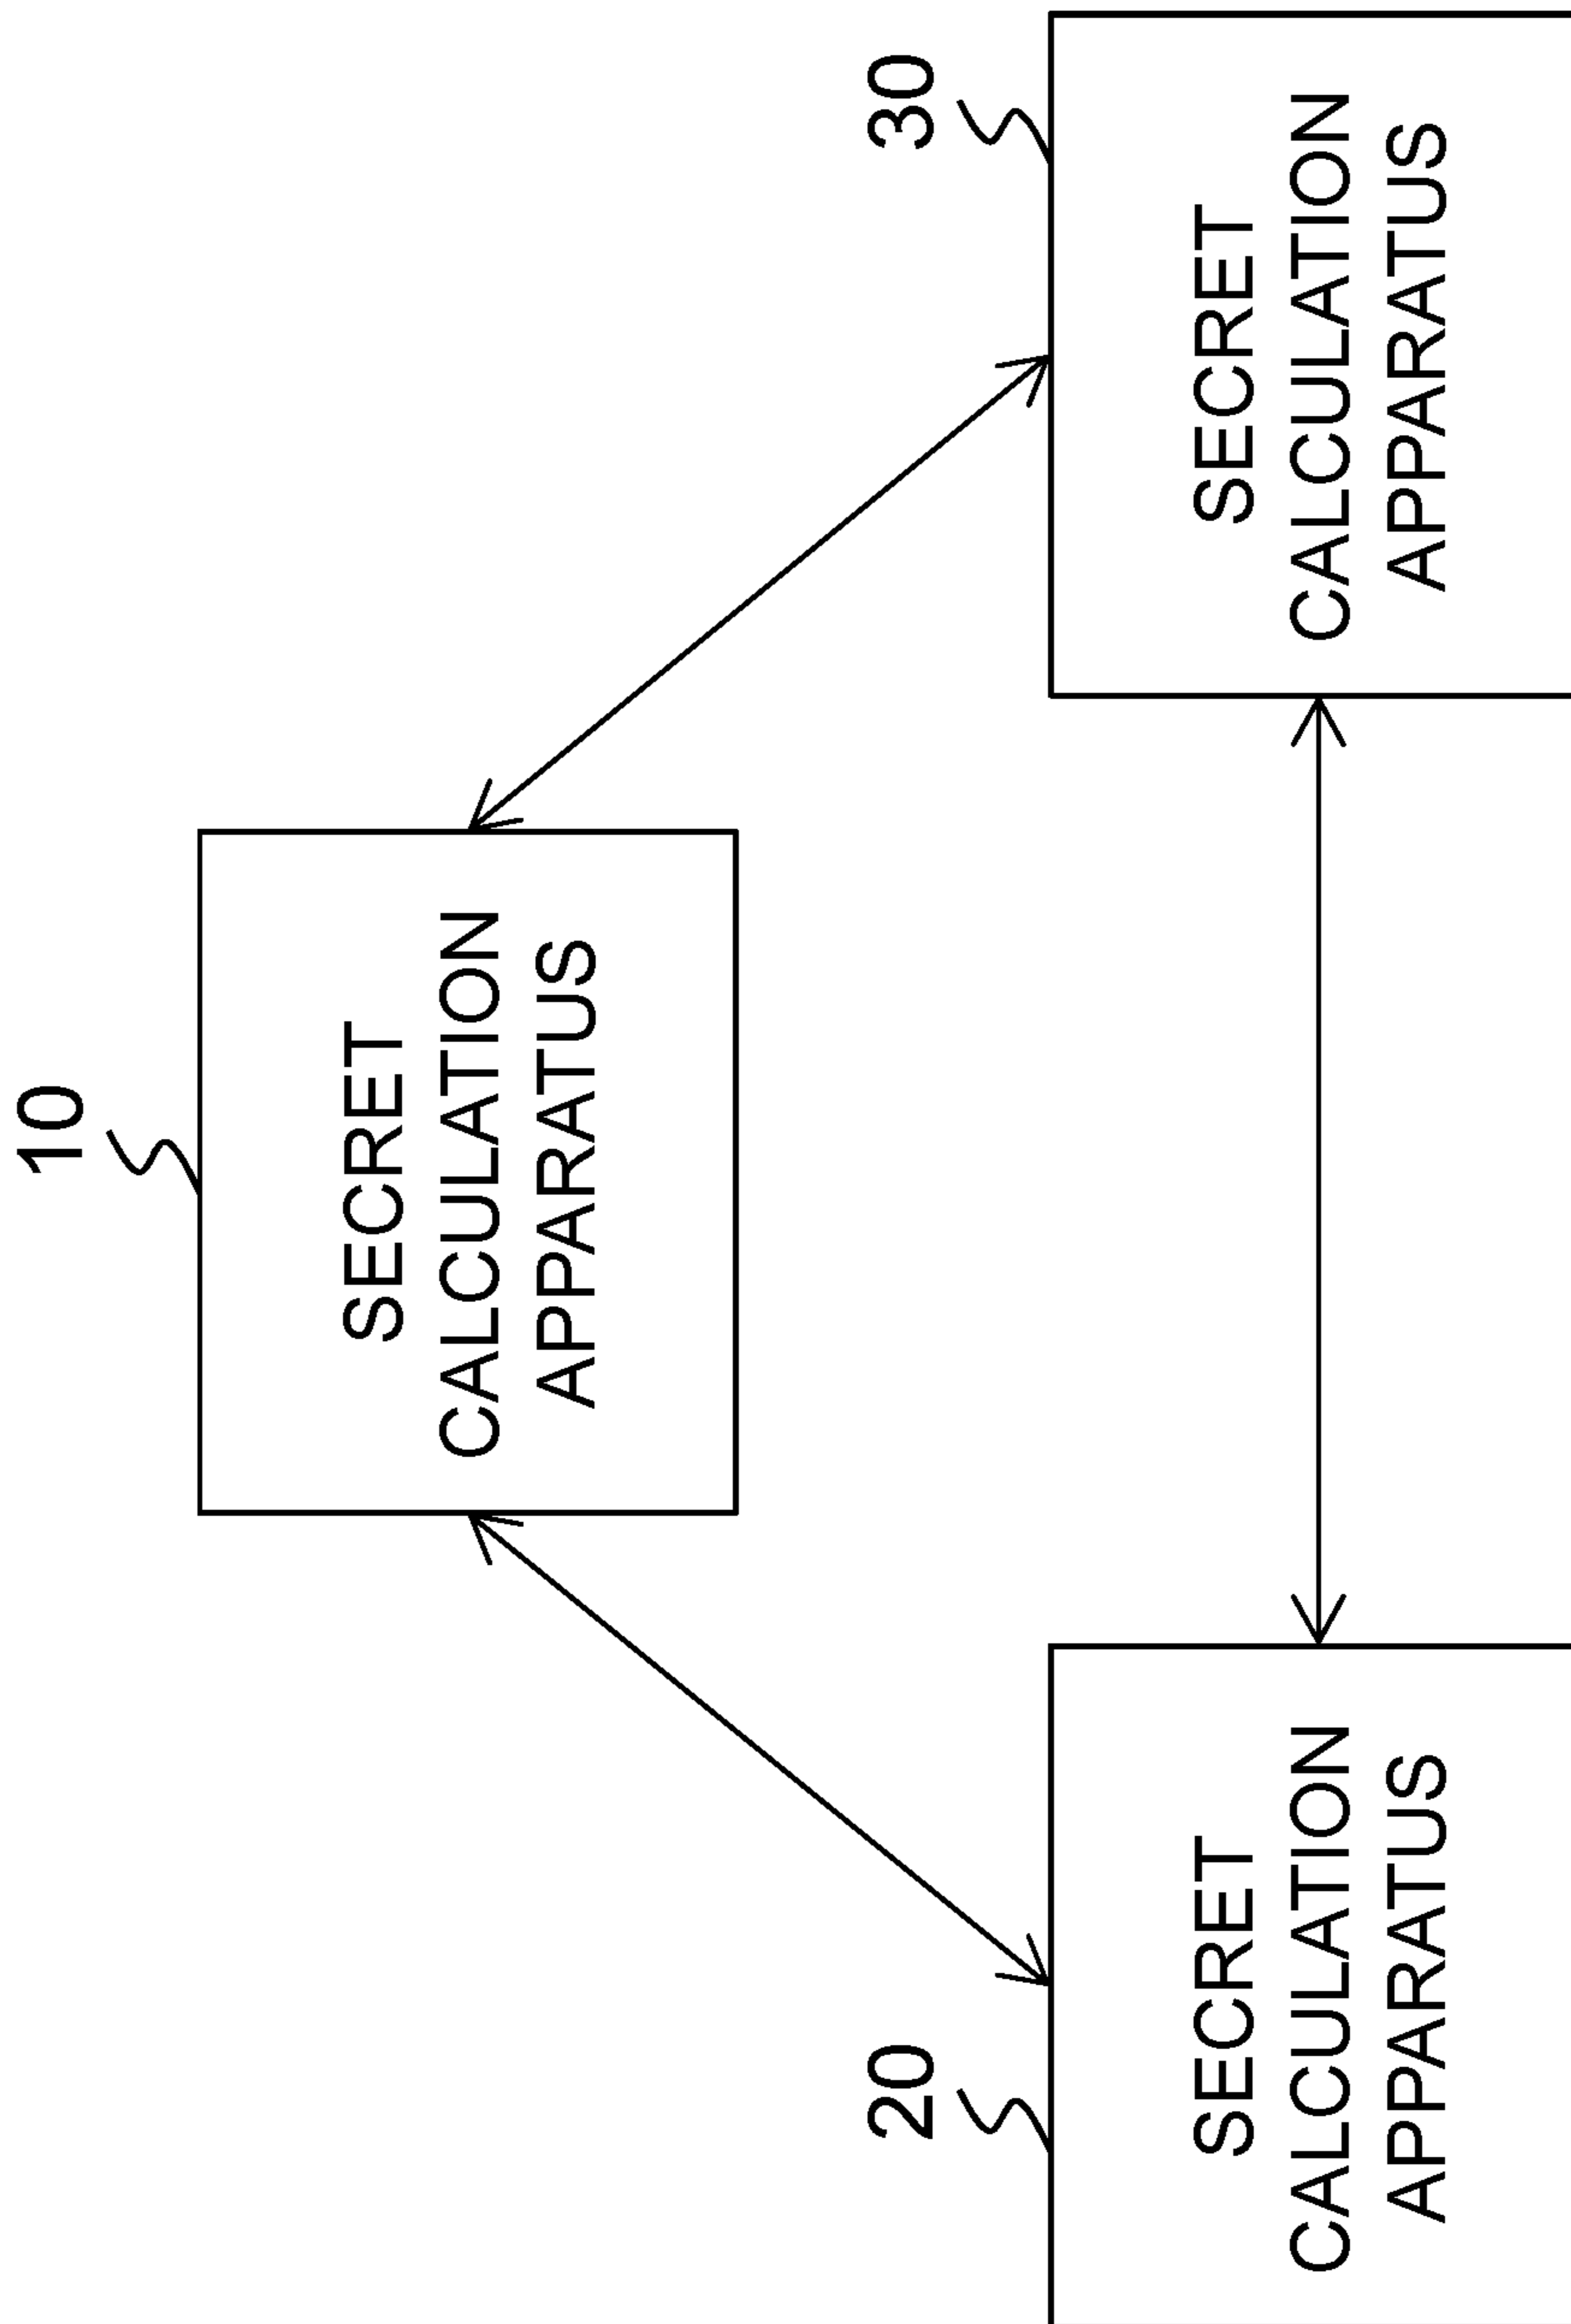 10
SECRET
CALCULATION
APPARATUS
20
SECRET
CALCULATION
APPARATUS
30
SECRET
CALCULATION
APPARATUS